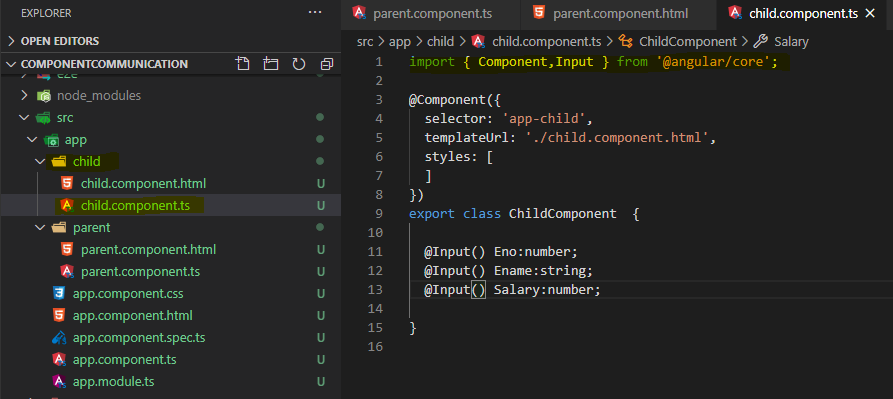 EXPLORER
OPEN EDITORS
COMPONENTCOMMUNICATION
e2e
node_modules
src
app
child
child.component.html U
child.component.ts U
parent
parent.component.html U
parent.component.ts U
app.component.css U
app.component.html U
app.component.spec.ts U
app.component.ts U
app.module.ts U
parent.component.ts parent.component.html child.component.ts
src > app > child > child.component.ts > ChildComponent > Salary
1 import { Component,Input } from '@angular/core';
2
3 @Component({
4 selector: 'app-child',
5 templateUrl: './child.component.html',
6 styles: [
7 ]
8 })
9 export class ChildComponent  {
10
11 @Input() Eno:number;
12 @Input() Ename:string;
13 @Input() Salary:number;
14
15 }
16